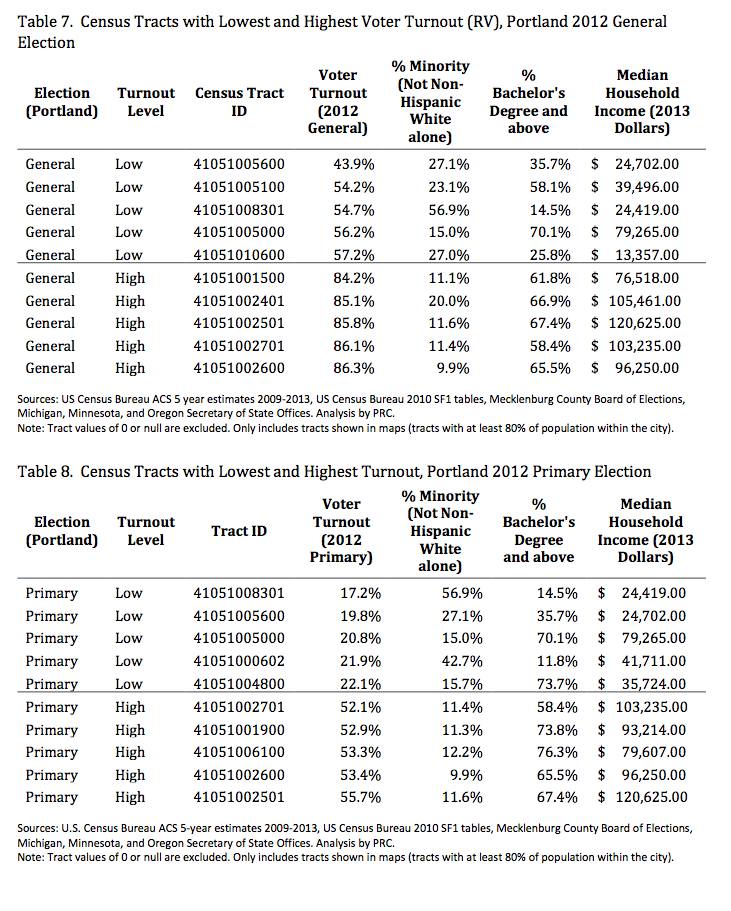 Table 7. Census Tracts with Lowest and Highest Voter Turnout (RV), Portland 2012 General
Election
Election (Portland) Turnout Level Census Tract ID Voter Turnout (2012 General) % Minority (Not Non-Hispanic White alone) % Bachelor's Degree and above Median Household Income (2013 Dollars)
General Low 41051005600 43.9% 27.1% 35.7% $ 24,702.00
General Low 41051005100 54.2% 23.1% 58.1% $ 39,496.00
General Low 41051008301 54.7% 56.9% 14.5% $ 24,419.00
General Low 41051005000 56.2% 15.0% 70.1% $ 79,265.00
General Low 41051010600 57.2% 27.0% 25.8% $ 13,357.00
General High 41051001500 84.2% 11.1% 61.8% $ 76,518.00
General High 41051002401 85.1% 20.0% 66.9% $ 105,461.00
General High 41051002501 85.8% 11.6% 67.4% $ 120,625.00
General High 41051002701 86.1% 11.4% 58.4% $ 103,235.00
General High 41051002600 86.3% 9.9% 65.5% $ 96,250.00
Sources: US Census Bureau ACS 5 year estimates 2009-2013, US Census Bureau 2010 SF1 tables, Mecklenburg County Board of Elections,
Michigan, Minnesota, and Oregon Secretary of State Offices. Analysis by PRC.
Note: Tract values of 0 or null are excluded. Only includes tracts shown in maps (tracts with at least 80% of population within the city).
Table 8. Census Tracts with Lowest and Highest Turnout, Portland 2012 Primary Election
Election (Portland) Turnout Level Tract ID Voter Turnout (2012 Primary) % Minority (Not Non-Hispanic White alone) % Bachelor's Degree and above Median Household Income (2013 Dollars)
Primary Low 41051008301 17.2% 56.9% 14.5% $ 24,419.00
Primary Low 41051005600 19.8% 27.1% 35.7% $ 24,702.00
Primary Low 41051005000 20.8% 15.0% 70.1% $ 79,265.00
Primary Low 41051000602 21.9% 42.7% 11.8% $ 41,711.00
Primary Low 41051004800 22.1% 15.7% 73.7% $ 35,724.00
Primary High 41051002701 52.1% 11.4% 58.4% $ 103,235.00
Primary High 41051001900 52.9% 11.3% 73.8% $ 93,214.00
Primary High 41051006100 53.3% 12.2% 76.3% $ 79,607.00
Primary High 41051002600 53.4% 9.9% 65.5% $ 96,250.00
Primary High 41051002501 55.7% 11.6% 67.4% $ 120,625.00
Sources: U.S. Census Bureau ACS 5-year estimates 2009-2013, US Census Bureau 2010 SF1 tables, Mecklenburg County Board of Elections,
Michigan, Minnesota, and Oregon Secretary of State Offices. Analysis by PRC.
Note: Tract values of 0 or null are excluded. Only includes tracts shown in maps (tracts with at least 80% of population within the city).